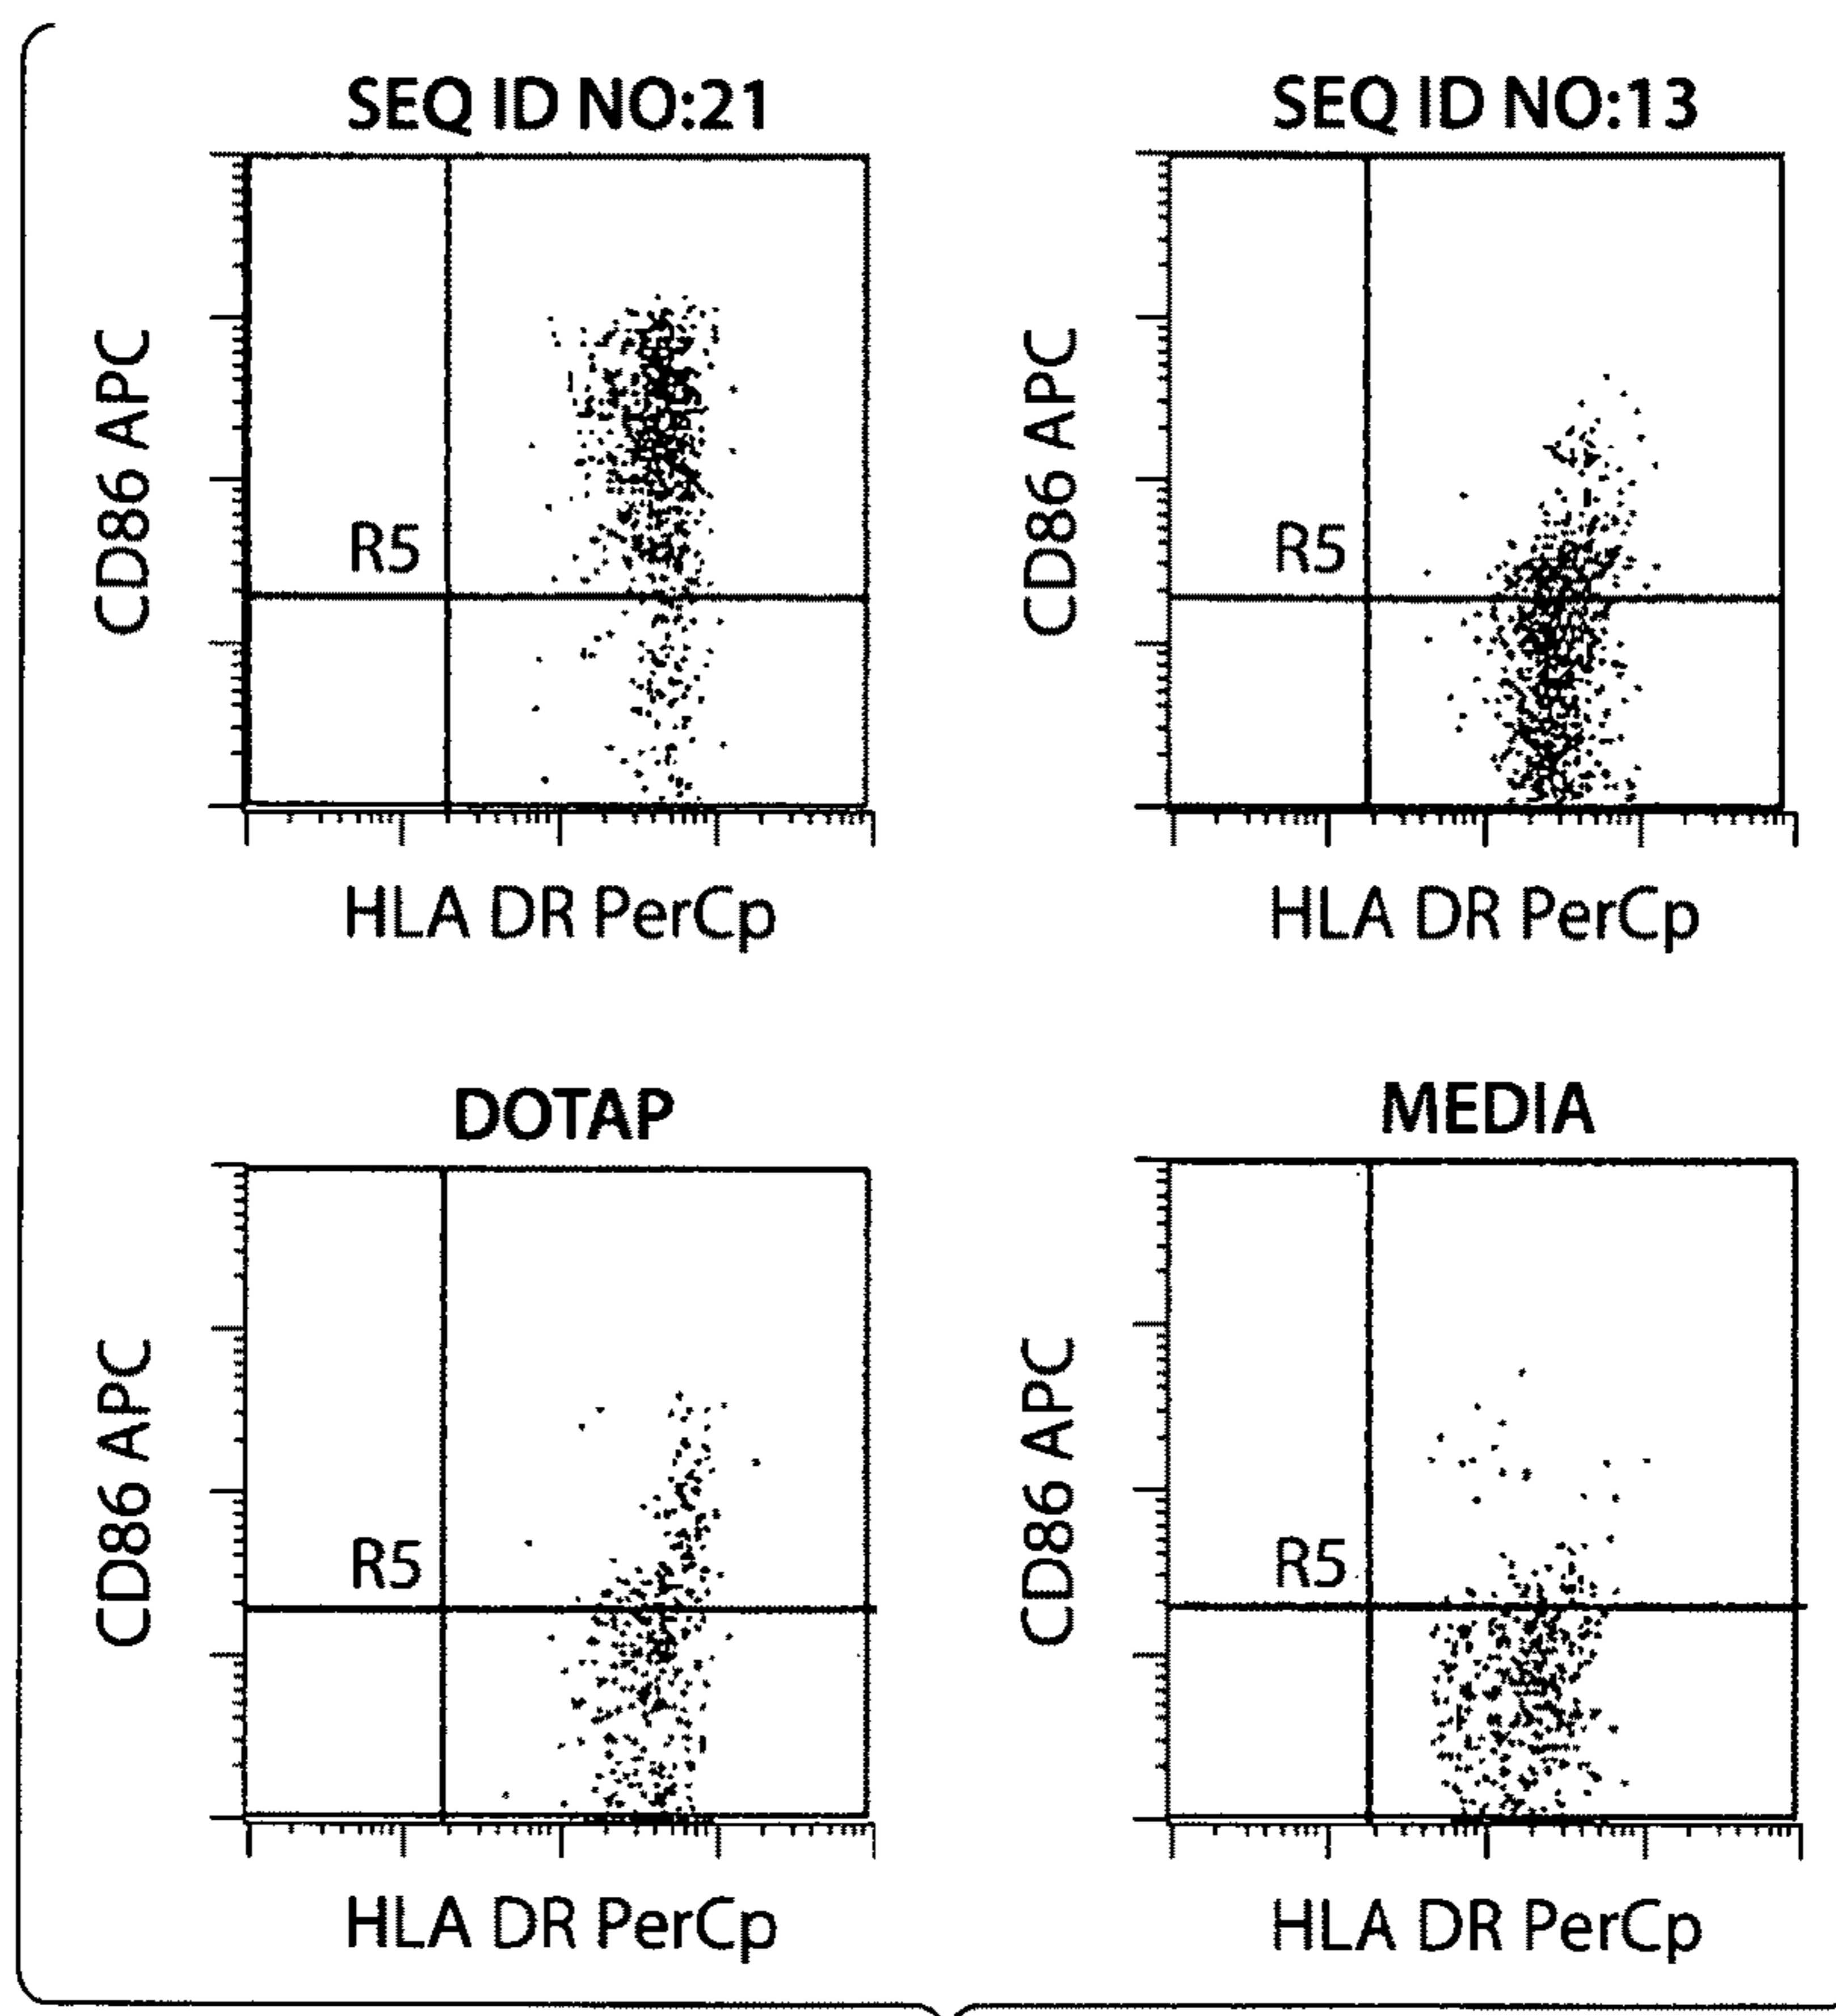 SEQ ID NO:21
CD86 APC
R5
HLA DR PerCp
SEQ ID NO:13
CD86 APC
R5
HLA DR PerCp
DOTAP
CD86 APC
R5
HLA DR PerCp
MEDIA
CD86 APC
R5
HLA DR PerCp